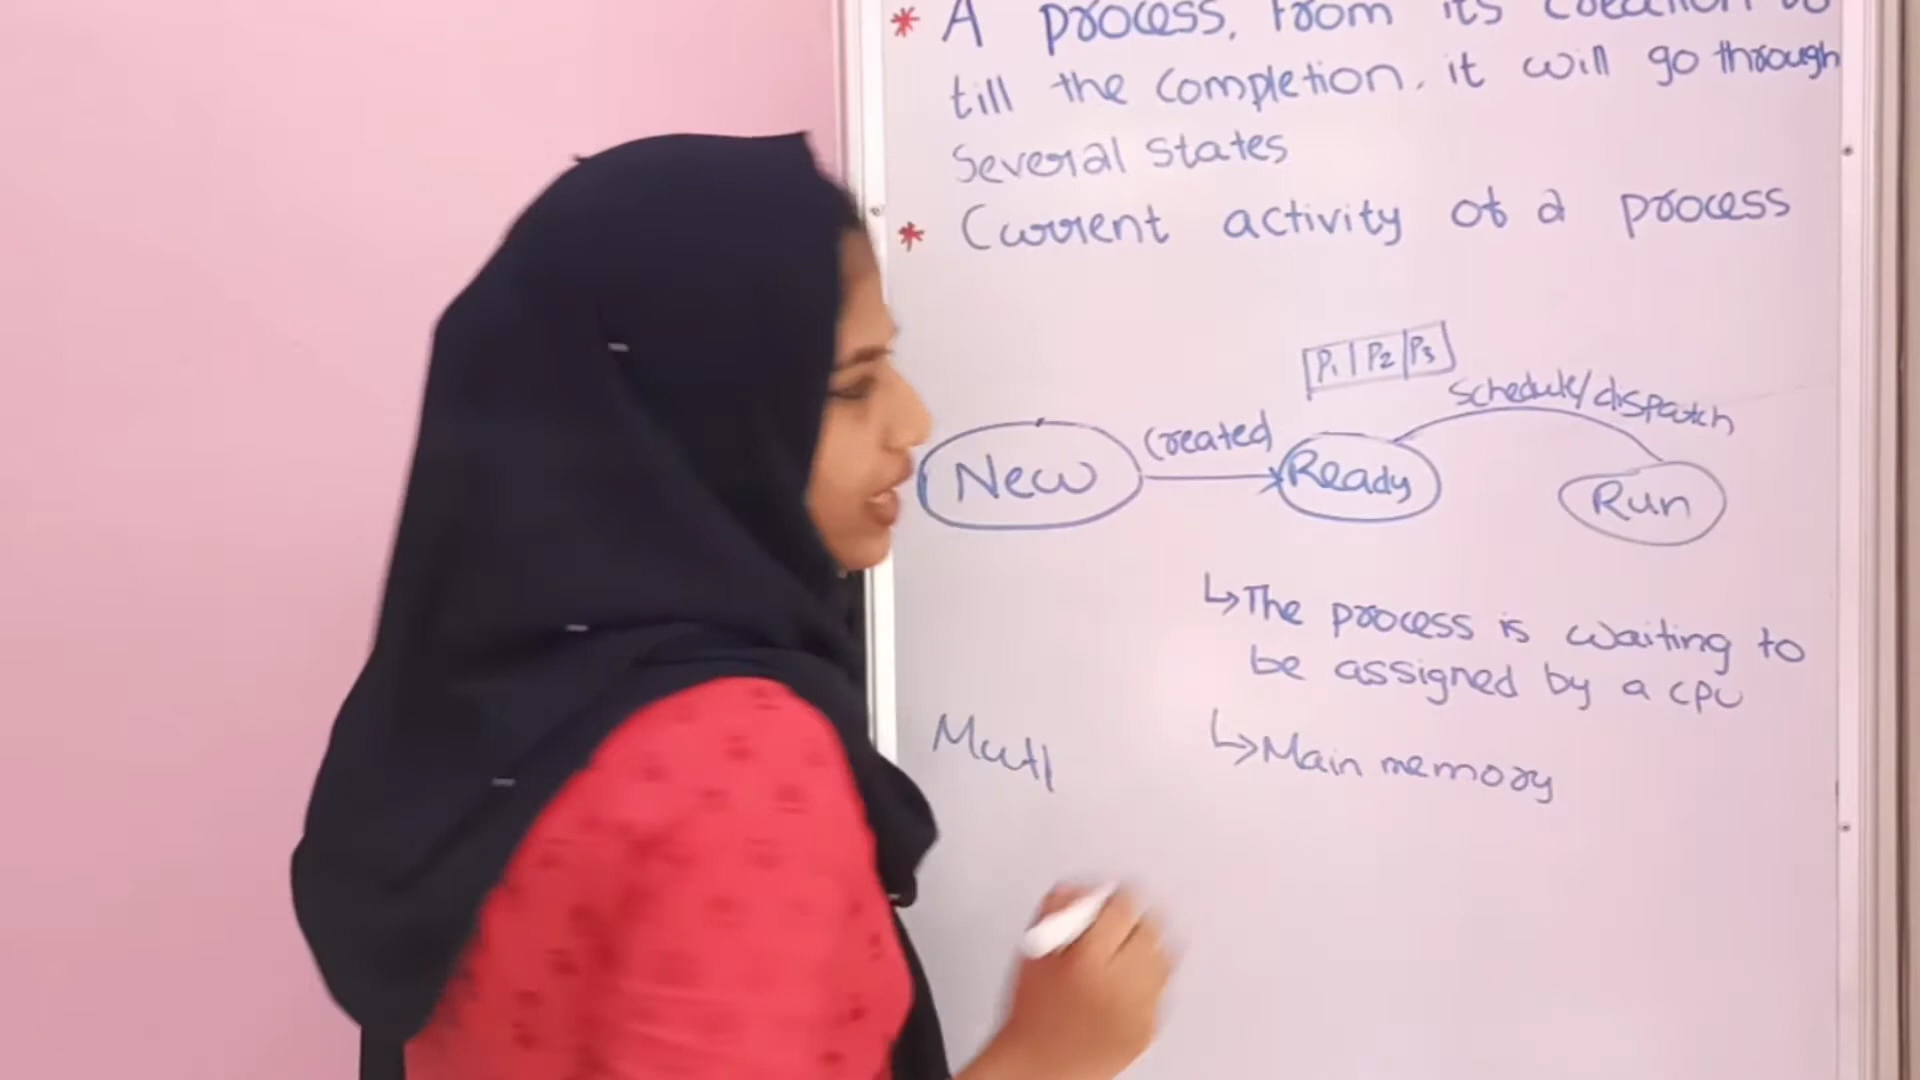 * A process, from its creation to
till the completion, it will go through
several states
* Current activity of a process
P1 | P2 | P3
schedule/dispatch
created
New
Ready
Run
↳ The process is waiting to
be assigned by a CPU
Mutl
↳ Main memory